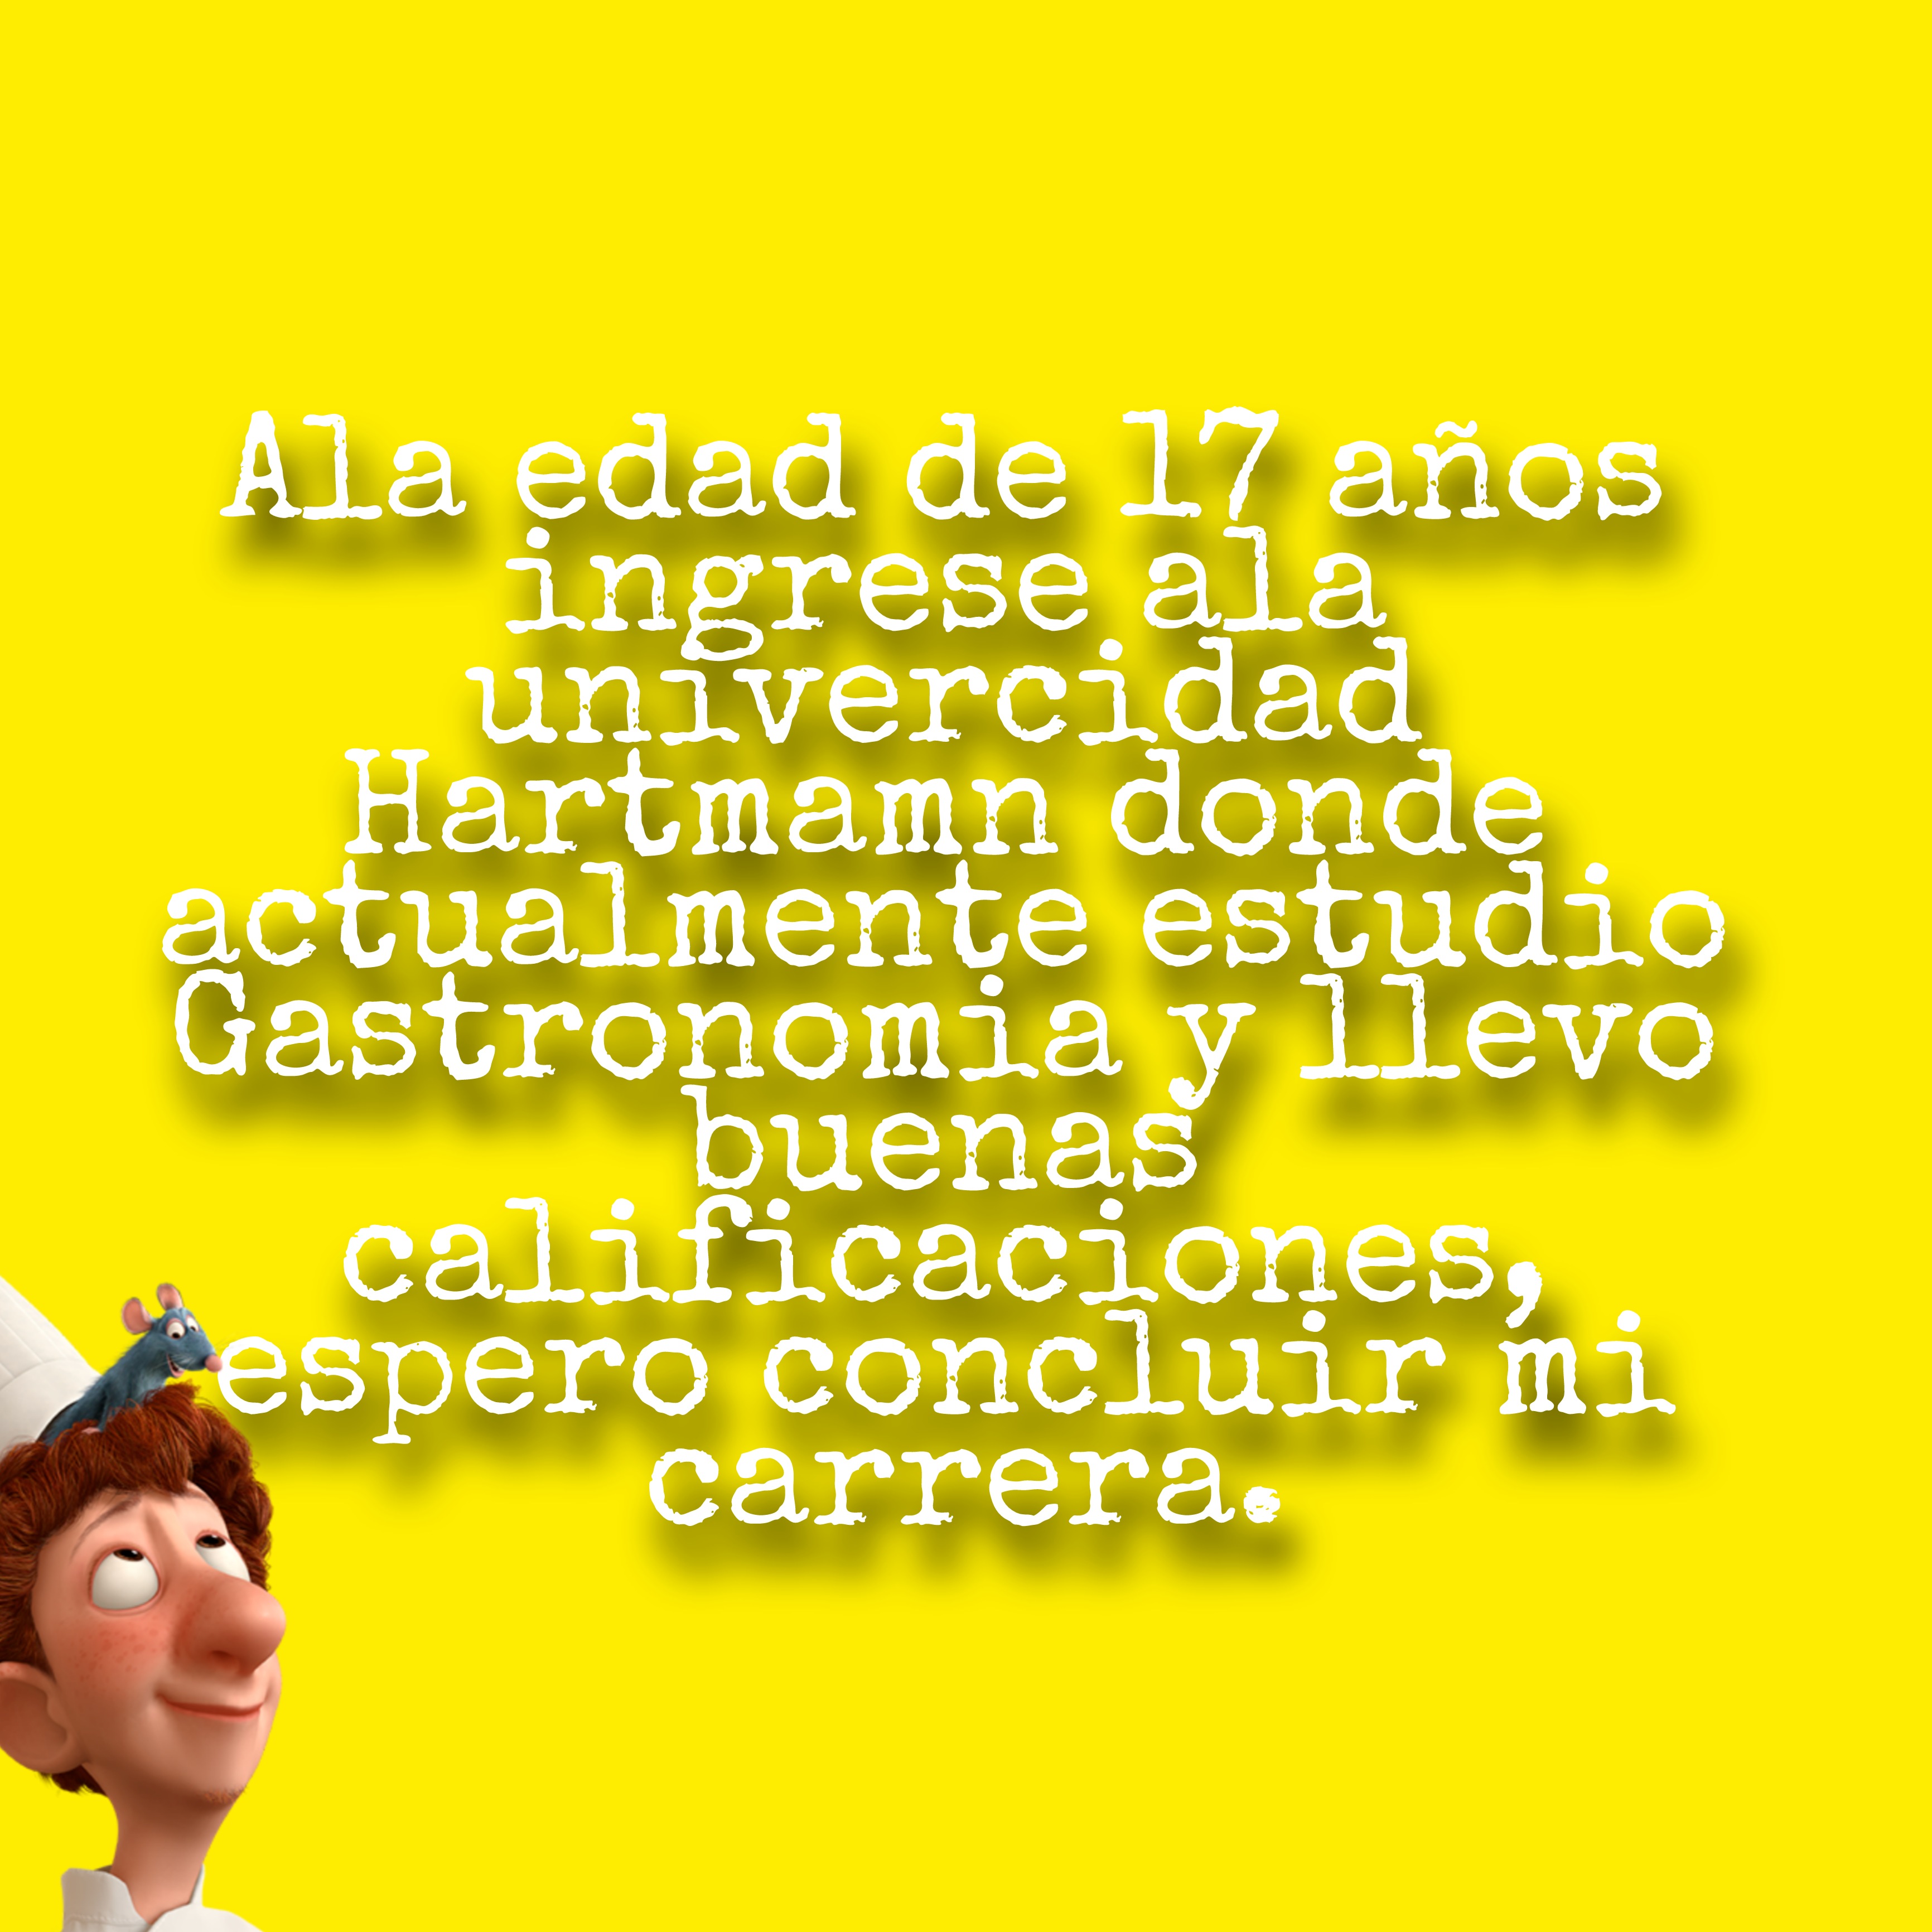 Ala edad de 17 años
ingrese ala
univercidad
Hartmamn donde
actualmente estudio
Gastronomia y llevo
buenas
calificaciones,
espero concluir mi
carrera.